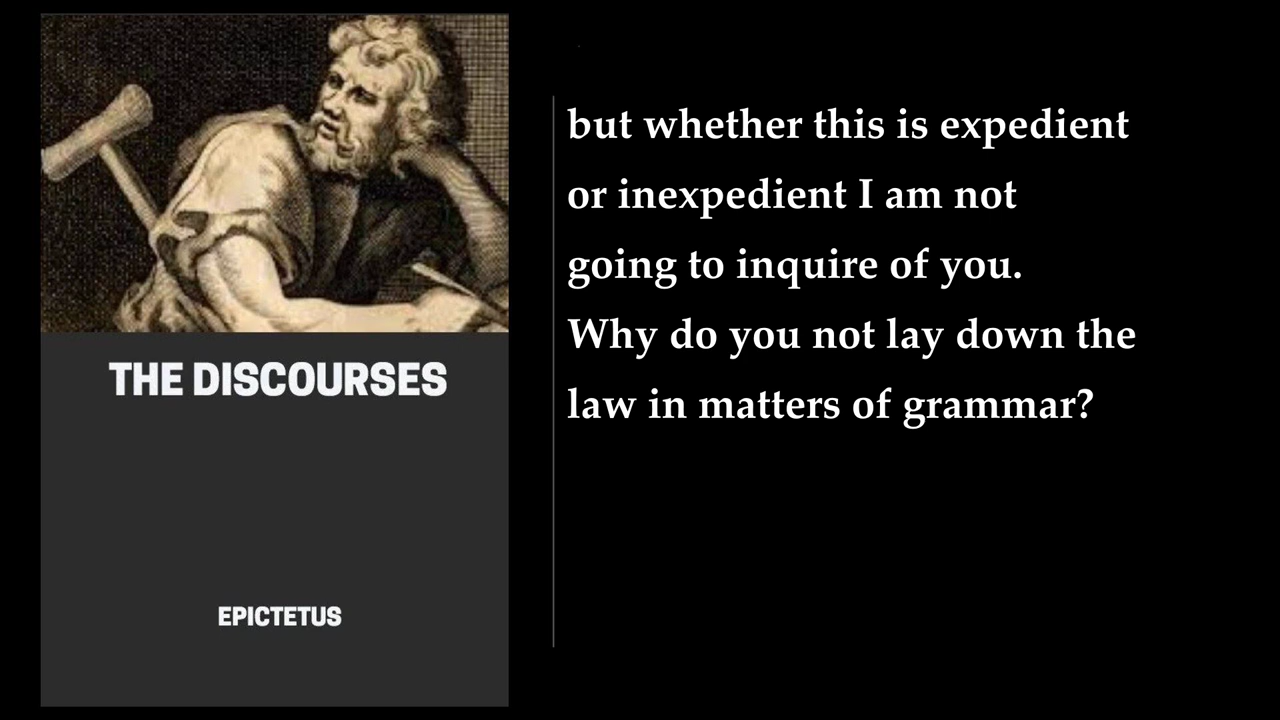 THE DISCOURSES
EPICTETUS
but whether this is expedient
or inexpedient I am not
going to inquire of you.
Why do you not lay down the
law in matters of grammar?